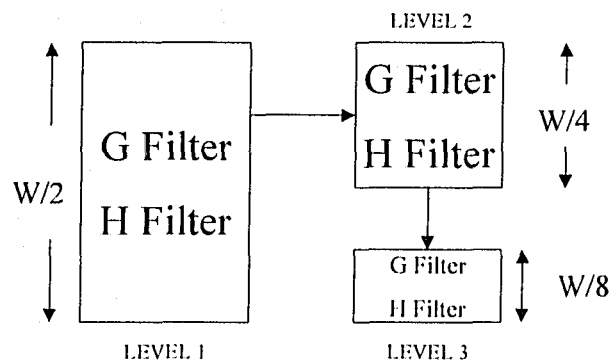 LEVEL 2
G Filter
H Filter
W/4
W/2
G Filter
H Filter
LEVEL 1
G Filter
H Filter
W/8
LEVEL 3